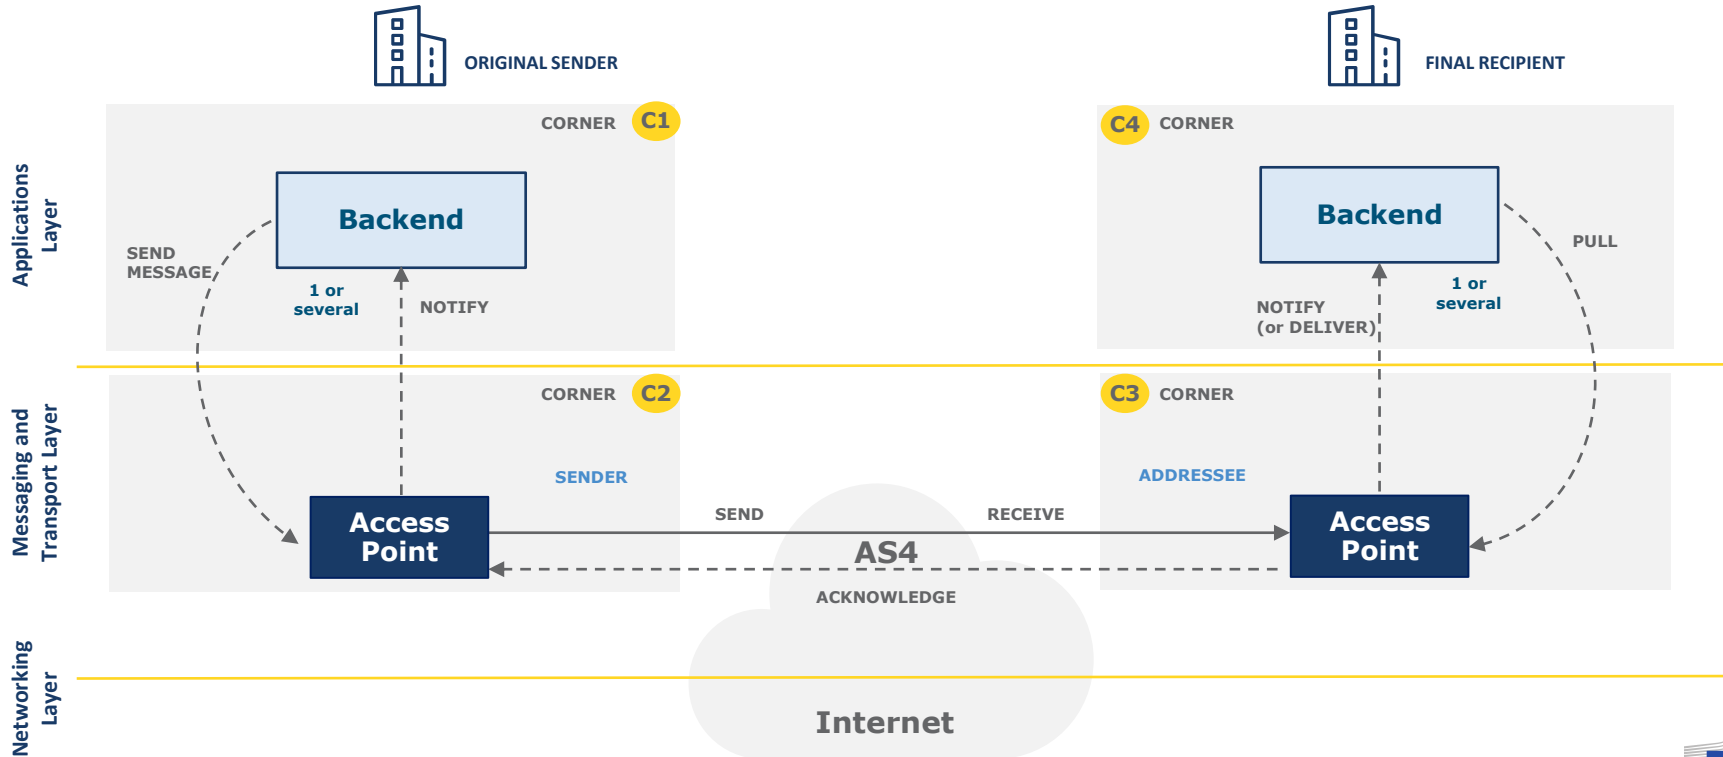 ORIGINAL SENDER
FINAL RECIPIENT
Applications
Layer
CORNER C1
Backend
SEND
MESSAGE
1 or
several
NOTIFY
C4 CORNER
Backend
PULL
1 or
several
NOTIFY
(or DELIVER)
Messaging and
Transport Layer
CORNER C2
SENDER
Access
Point
C3 CORNER
ADDRESSEE
Access
Point
SEND
RECEIVE
AS4
ACKNOWLEDGE
Networking
Layer
Internet